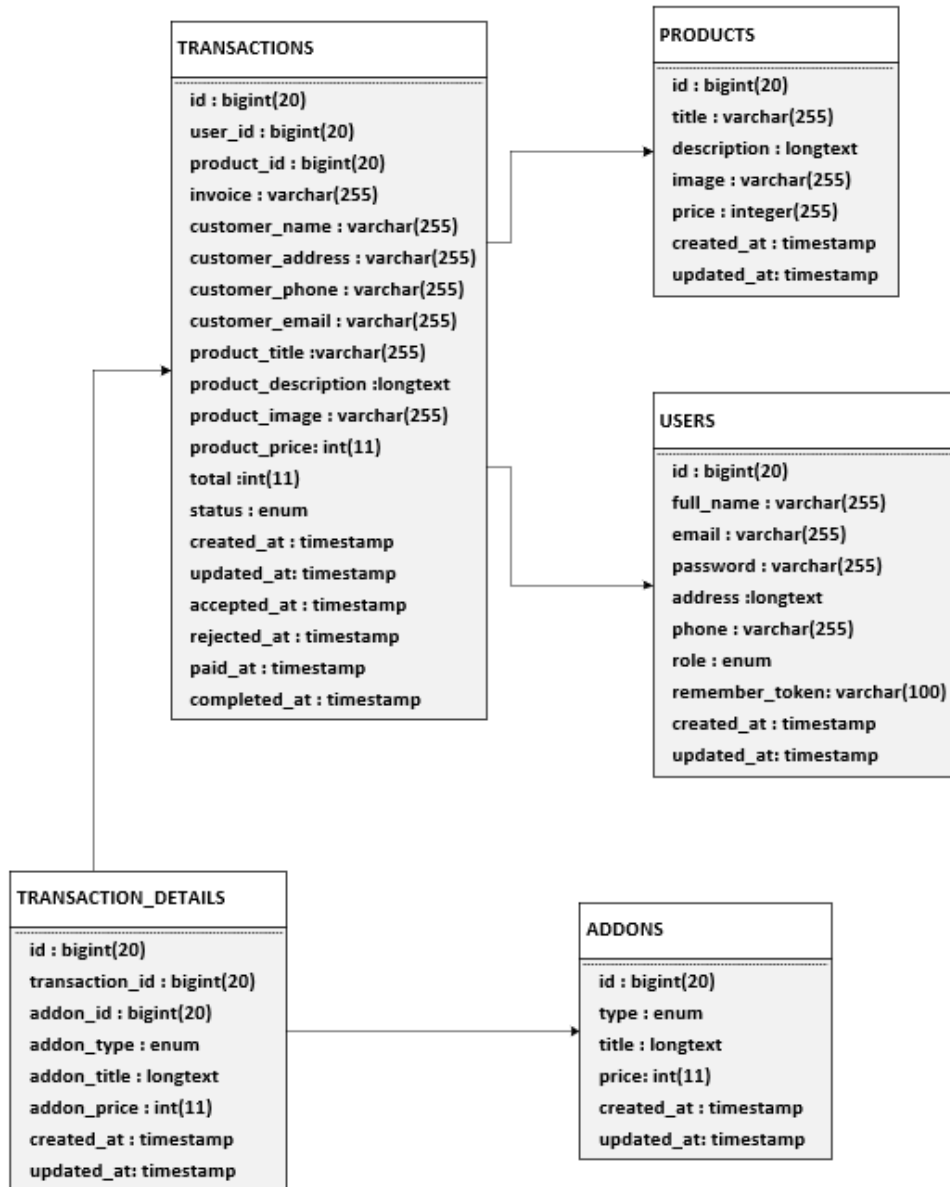 TRANSACTIONS
id : bigint(20)
user_id : bigint(20)
product_id : bigint(20)
invoice : varchar(255)
customer_name : varchar(255)
customer_address : varchar(255)
customer_phone : varchar(255)
customer_email : varchar(255)
product_title :varchar(255)
product_description :longtext
product_image : varchar(255)
product_price: int(11)
total :int(11)
status : enum
created_at : timestamp
updated_at: timestamp
accepted_at : timestamp
rejected_at : timestamp
paid_at : timestamp
completed_at : timestamp
PRODUCTS
id : bigint(20)
title : varchar(255)
description : longtext
image : varchar(255)
price : integer(255)
created_at : timestamp
updated_at: timestamp
USERS
id : bigint(20)
full_name : varchar(255)
email : varchar(255)
password : varchar(255)
address :longtext
phone : varchar(255)
role : enum
remember_token: varchar(100)
created_at : timestamp
updated_at: timestamp
TRANSACTION_DETAILS
id : bigint(20)
transaction_id : bigint(20)
addon_id : bigint(20)
addon_type : enum
addon_title : longtext
addon_price : int(11)
created_at : timestamp
updated_at: timestamp
ADDONS
id : bigint(20)
type : enum
title : longtext
price: int(11)
created_at : timestamp
updated_at: timestamp